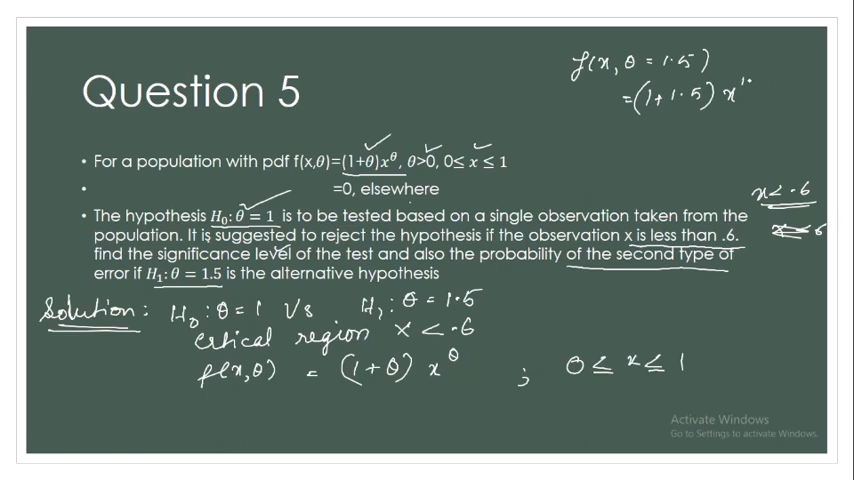 f(x, θ = 1.5)
= (1 + 1.5) x¹·
Question 5
• For a population with pdf f(x,θ)=(1+θ)x^θ, θ>0, 0≤ x ≤ 1
• =0, elsewhere
x < .6
• The hypothesis H₀: θ = 1 is to be tested based on a single observation taken from the
population. It is suggested to reject the hypothesis if the observation x is less than .6.
find the significance level of the test and also the probability of the second type of
error if H₁: θ = 1.5 is the alternative hypothesis
Solution : H₀ : θ = 1 V/s H₁ : θ = 1.5
critical region x < .6
f(x, θ) = (1 + θ) x^θ ; 0 ≤ x ≤ 1
Activate Windows
Go to Settings to activate Windows.